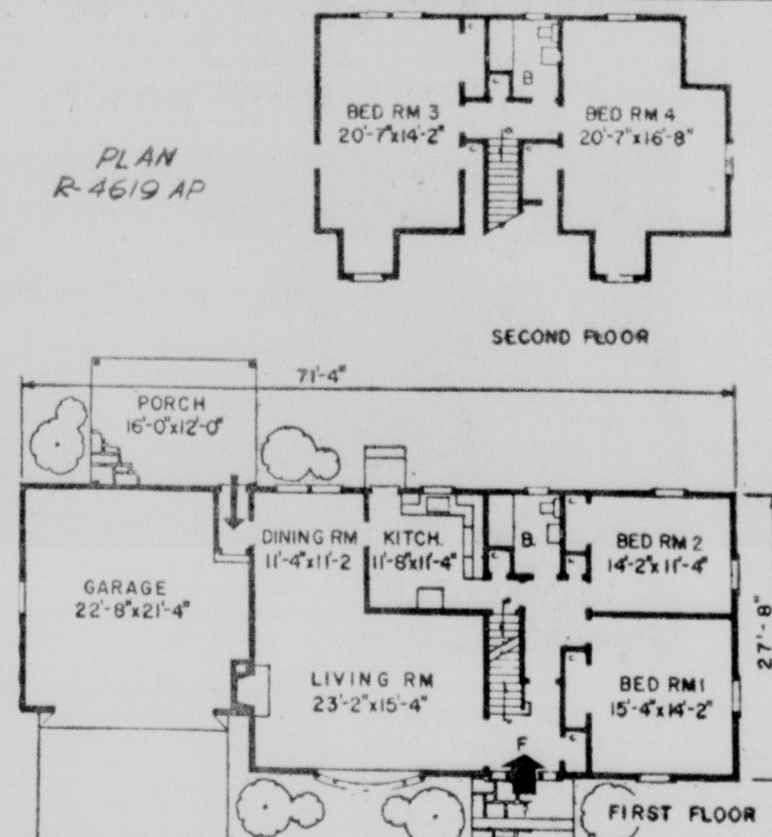 PLAN
R-4619 AP
BED RM 3
20'-7"x14'-2"
B
BED RM 4
20'-7"x16'-8"
C
C
C
C
SECOND FLOOR
71'-4"
PORCH
16'-0"x12'-0"
DINING RM
11'-4"x11'-2
KITCH.
11'-8"x11'-4"
B.
BED RM 2
14'-2"x11'-4"
GARAGE
22'-8"x21'-4"
LIVING RM
23'-2"x15'-4"
BED RM 1
15'-4"x14'-2"
27'-8"
C
C
C
C
F
FIRST FLOOR